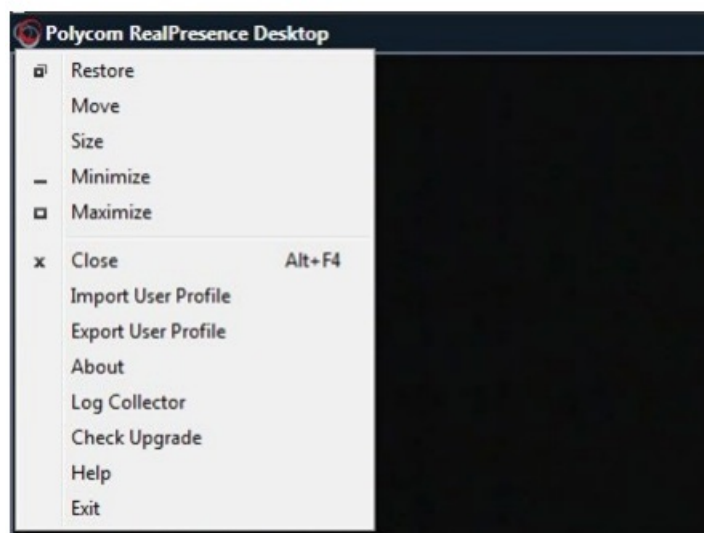 Polycom RealPresence Desktop
Restore
Move
Size
Minimize
Maximize
Close Alt+F4
Import User Profile
Export User Profile
About
Log Collector
Check Upgrade
Help
Exit